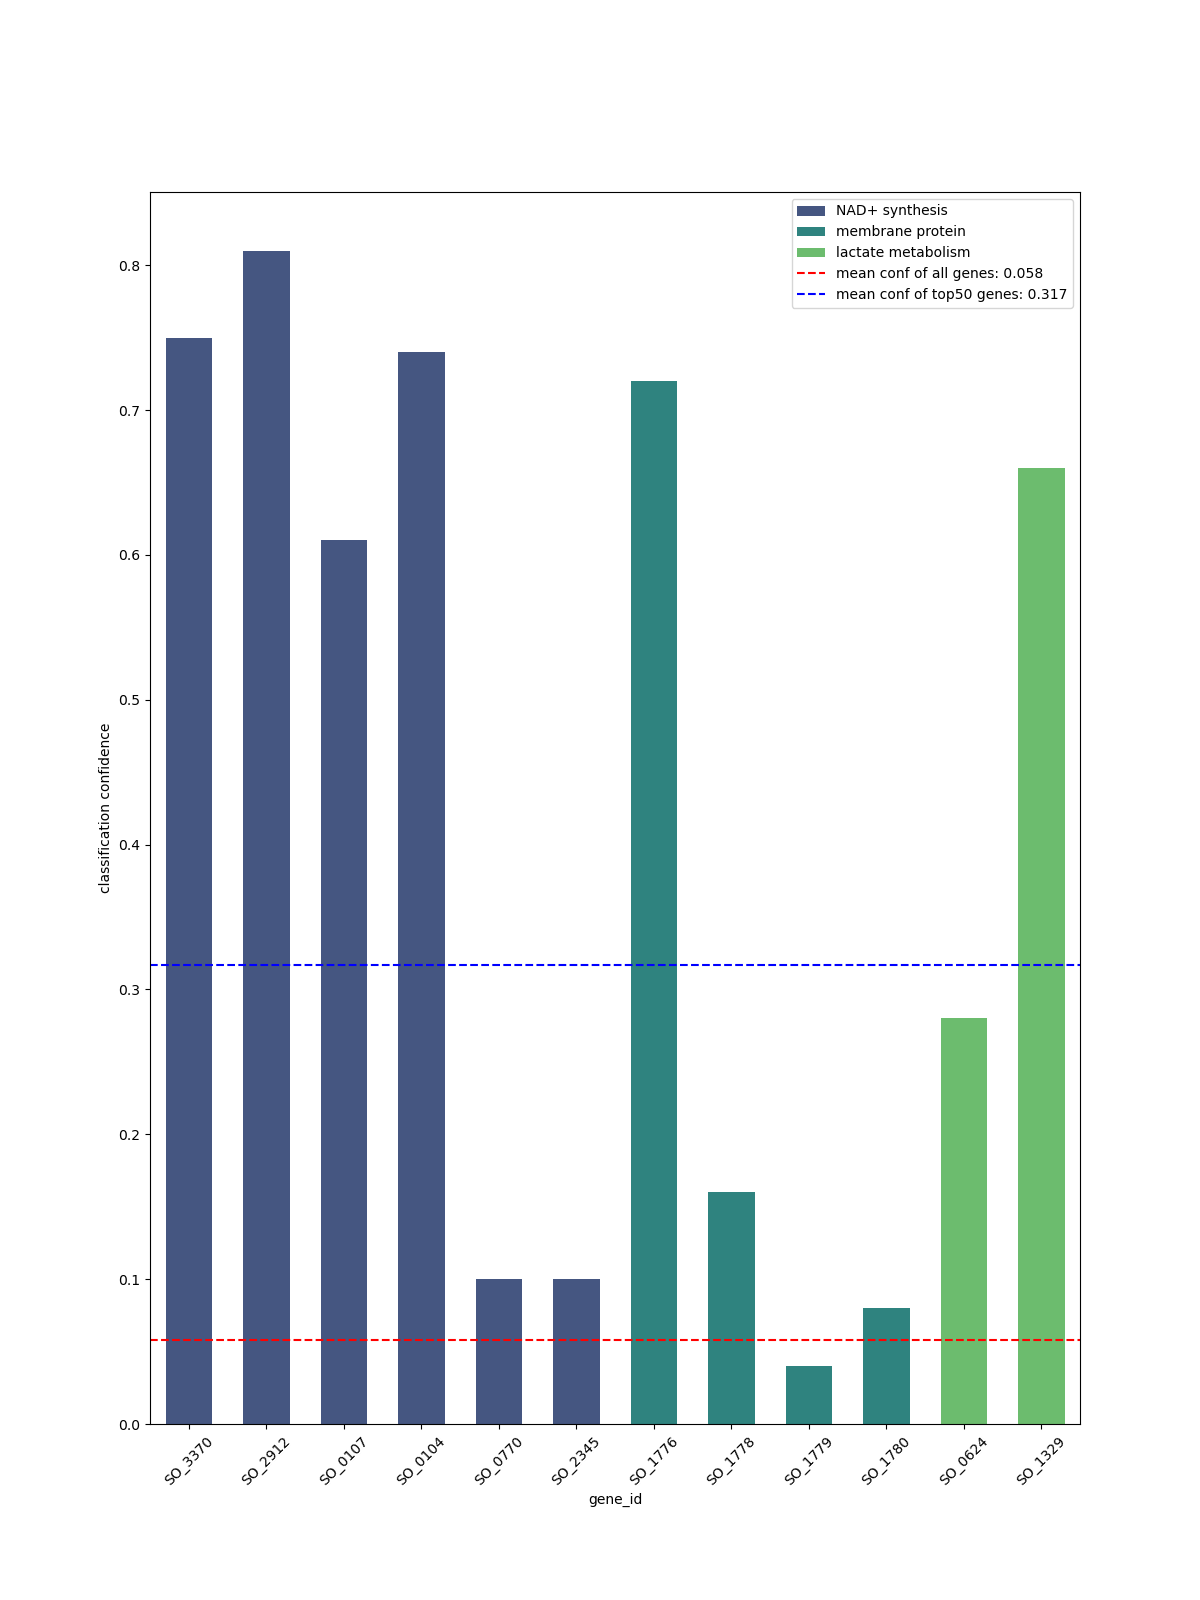 NAD+ synthesis
membrane protein
lactate metabolism
mean conf of all genes: 0.058
mean conf of top50 genes: 0.317
classification confidence
0.8
0.7
0.6
0.5
0.4
0.3
0.2
0.1
0.0
SO_3370
SO_2912
SO_0107
SO_0104
SO_0770
SO_2345
SO_1776
SO_1778
SO_1779
SO_1780
SO_0624
SO_1329
gene_id